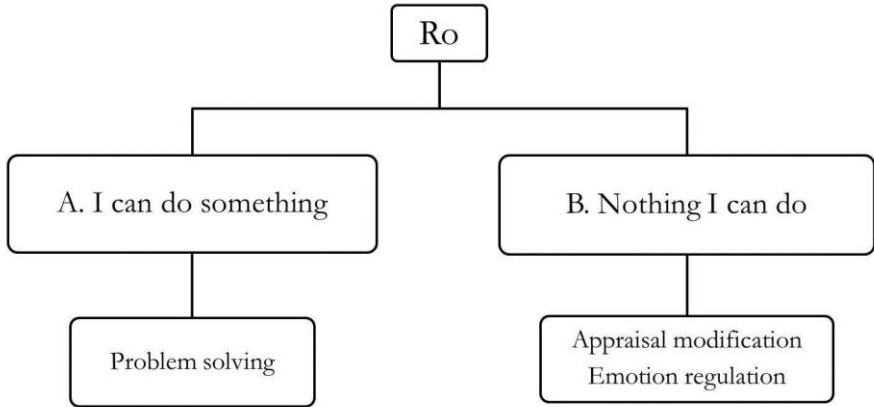 Ro
A. I can do something
B. Nothing I can do
Problem solving
Appraisal modification
Emotion regulation